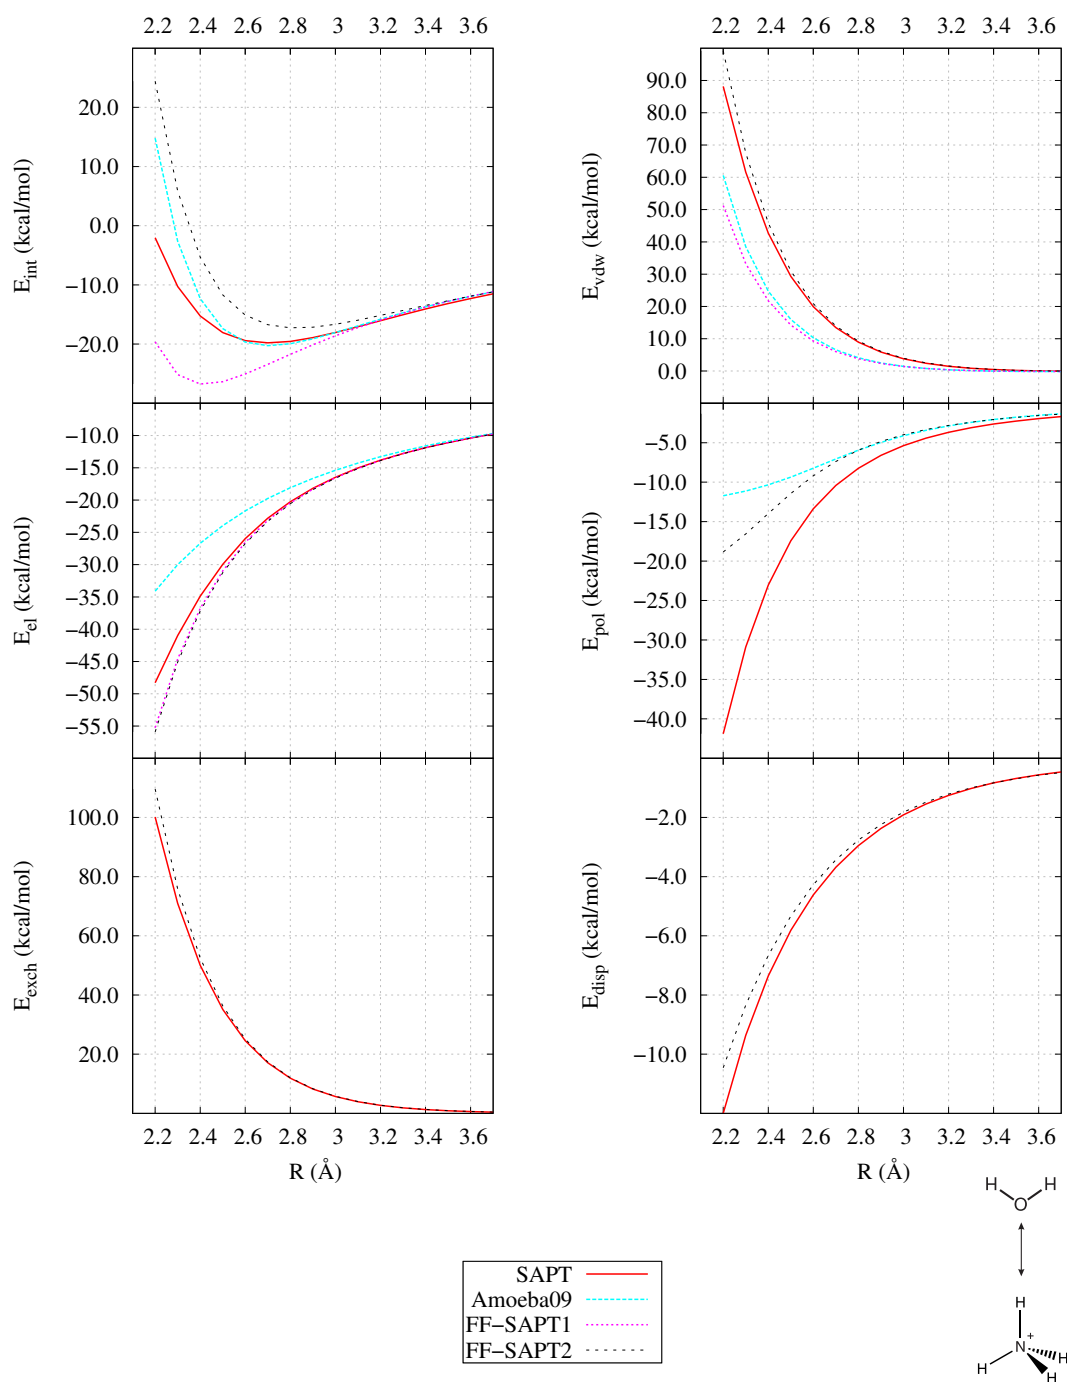 2.2 2.4 2.6 2.8 3 3.2 3.4 3.6
20.0
10.0
0.0
−10.0
−20.0
E_int (kcal/mol)
2.2 2.4 2.6 2.8 3 3.2 3.4 3.6
90.0
80.0
70.0
60.0
50.0
40.0
30.0
20.0
10.0
0.0
E_vdw (kcal/mol)
−10.0
−15.0
−20.0
−25.0
−30.0
−35.0
−40.0
−45.0
−50.0
−55.0
E_el (kcal/mol)
−5.0
−10.0
−15.0
−20.0
−25.0
−30.0
−35.0
−40.0
E_pol (kcal/mol)
100.0
80.0
60.0
40.0
20.0
E_exch (kcal/mol)
2.2 2.4 2.6 2.8 3 3.2 3.4 3.6
R (Å)
−2.0
−4.0
−6.0
−8.0
−10.0
E_disp (kcal/mol)
2.2 2.4 2.6 2.8 3 3.2 3.4 3.6
R (Å)
SAPT
Amoeba09
FF−SAPT1
FF−SAPT2
H H
O
H
N+
H H
H